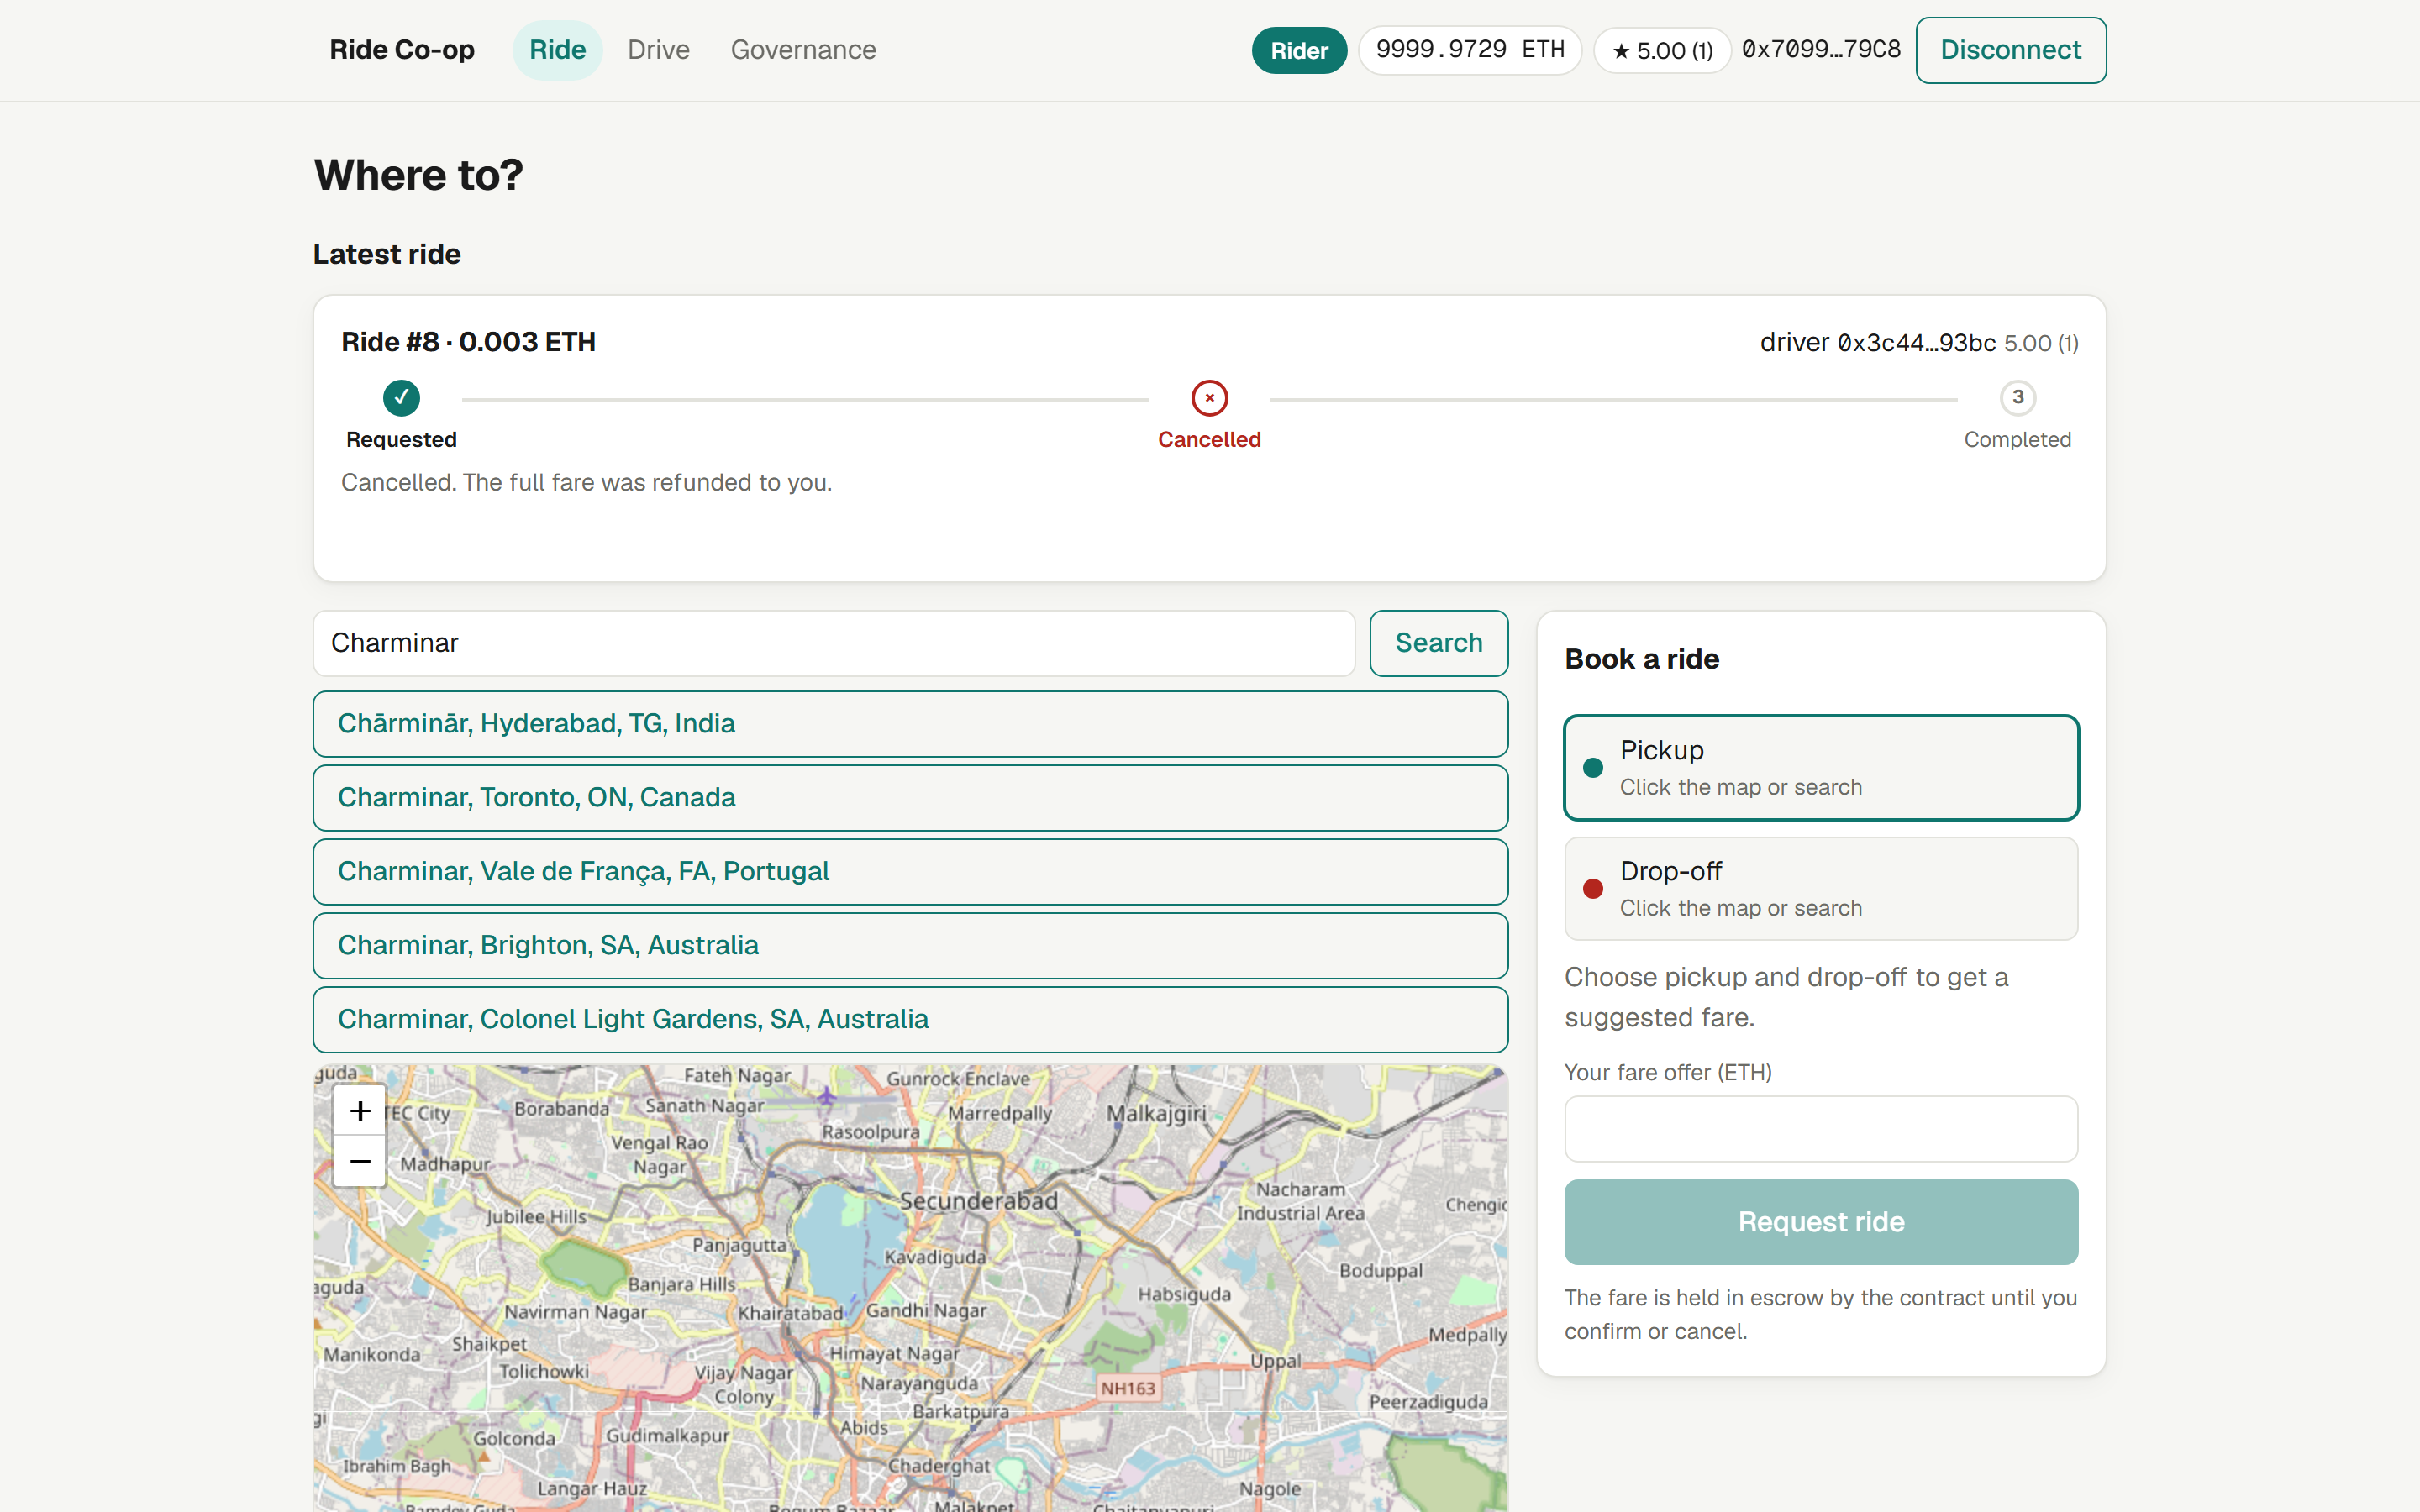 Ride Co-op
Ride
Drive
Governance
Rider
9999.9729 ETH
★ 5.00 (1)
0x7099…79C8
Disconnect
Where to?
Latest ride
Ride #8 · 0.003 ETH
driver 0x3c44…93bc 5.00 (1)
Requested
Cancelled
3
Completed
Cancelled. The full fare was refunded to you.
Charminar
Search
Chārminār, Hyderabad, TG, India
Charminar, Toronto, ON, Canada
Charminar, Vale de França, FA, Portugal
Charminar, Brighton, SA, Australia
Charminar, Colonel Light Gardens, SA, Australia
Book a ride
Pickup
Click the map or search
Drop-off
Click the map or search
Choose pickup and drop-off to get a
suggested fare.
Your fare offer (ETH)
Request ride
The fare is held in escrow by the contract until you
confirm or cancel.
+
−
guda
TEC City
Borabanda
Fateh Nagar
Sanath Nagar
Gunrock Enclave
Marredpally
Malkajgiri
Rasoolpura
Vengal Rao
Nagar
Madhapur
Secunderabad
Nacharam
Industrial Area
Jubilee Hills
Panjagutta
Kavadiguda
Boduppal
aguda
Banjara Hills
Habsiguda
Navirman Nagar
Khairatabad
Gandhi Nagar
Medpally
Shaikpet
Manikonda
Himayat Nagar
Uppal
Tolichowki
Vijay Nagar
Colony
Narayanguda
NH163
Peerzadiguda
Barkatpura
Abids
Golconda
Gudimalkapur
Ibrahim Bagh
Chaderghat
Langar Hauz
Nagole
Malakpet